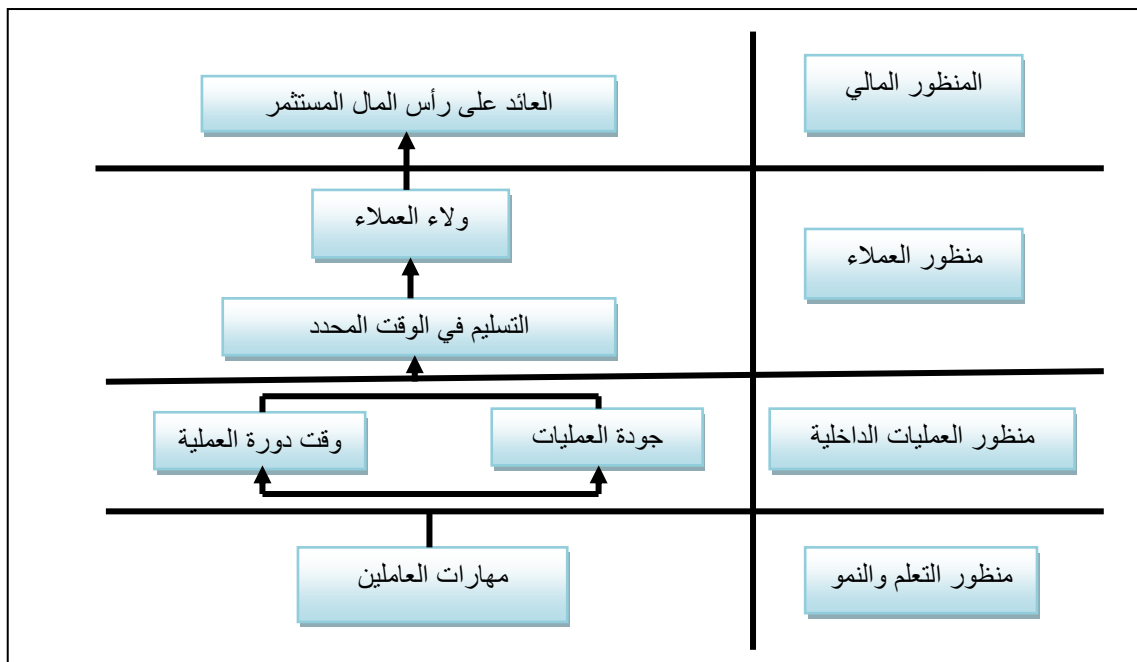 المنظور المالي
العائد على رأس المال المستثمر
ولاء العملاء
منظور العملاء
التسليم في الوقت المحدد
منظور العمليات الداخلية
جودة العمليات
وقت دورة العملية
منظور التعلم والنمو
مهارات العاملين